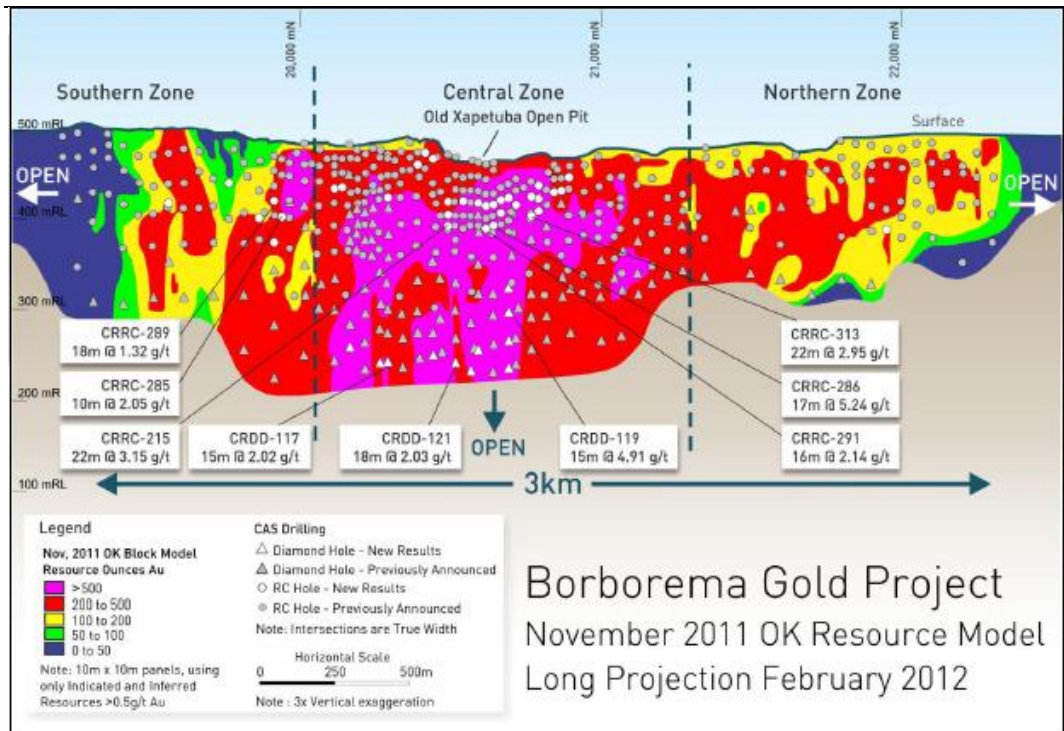 20,000 mN
21,000 mN
22,000 mN
Southern Zone
Central Zone
Northern Zone
Old Xapetuba Open Pit
Surface
500 mRL
OPEN
OPEN
400 mRL
300 mRL
200 mRL
100 mRL
CRRC-289
18m @ 1.32 g/t
CRRC-285
10m @ 2.05 g/t
CRRC-215
22m @ 3.15 g/t
CRDD-117
15m @ 2.02 g/t
CRDD-121
18m @ 2.03 g/t
OPEN
CRDD-119
15m @ 4.91 g/t
CRRC-313
22m @ 2.95 g/t
CRRC-286
17m @ 5.24 g/t
CRRC-291
16m @ 2.14 g/t
3km
Legend
Nov, 2011 OK Block Model
Resource Ounces Au
>500
200 to 500
100 to 200
50 to 100
0 to 50
Note: 10m x 10m panels, using
only Indicated and Inferred
Resources >0.5g/t Au
CAS Drilling
Diamond Hole - New Results
Diamond Hole - Previously Announced
RC Hole - New Results
RC Hole - Previously Announced
Note: Intersections are True Width
Horizontal Scale
0 250 500m
Note : 3x Vertical exaggeration
Borborema Gold Project
November 2011 OK Resource Model
Long Projection February 2012